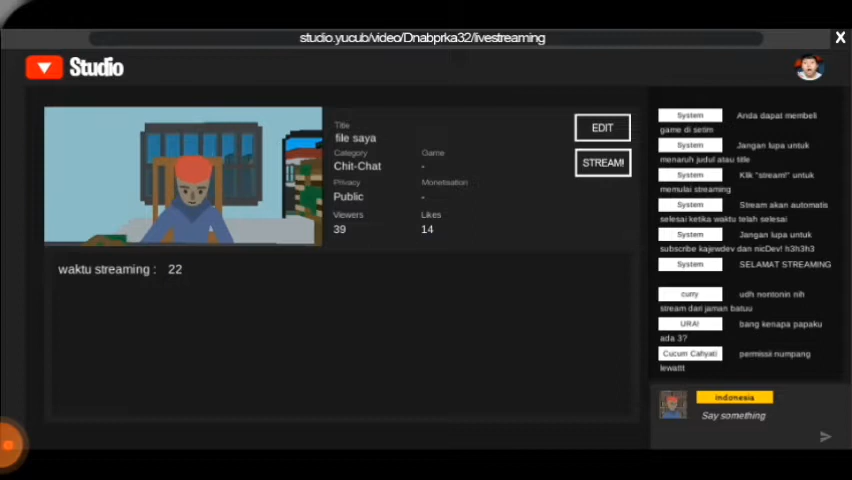 studio.yucub/video/Dnabprka32/livestreaming
X
Studio
Title
file saya
Category Game
Chit-Chat -
Privacy Monetisation
Public -
Viewers Likes
39 14
EDIT
STREAM!
waktu streaming : 22
System Anda dapat membeli
game di setim
System Jangan lupa untuk
menaruh judul atau title
System Klik "stream!" untuk
memulai streaming
System Stream akan automatis
selesai ketika waktu telah selesai
System Jangan lupa untuk
subscribe kajewdev dan nicDev! h3h3h3
System SELAMAT STREAMING
curry udh nontonin nih
stream dari jaman batuu
URAI bang kenapa papaku
ada 3?
Cucum Cahyati permissii numpang
lewattt
indonesia
Say something